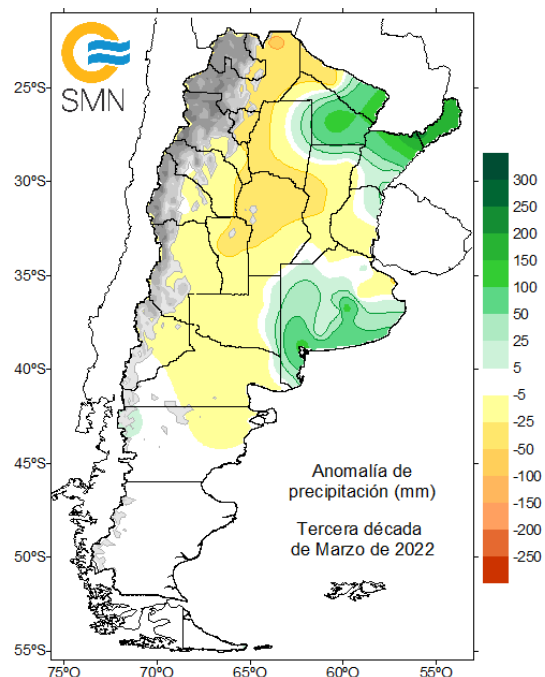 SMN
25°S
30°S
35°S
40°S
45°S
50°S
55°S
75°O
70°O
65°O
60°O
55°O
Anomalía de
precipitación (mm)
Tercera década
de Marzo de 2022
300
250
200
150
100
50
25
5
-5
-25
-50
-100
-150
-200
-250